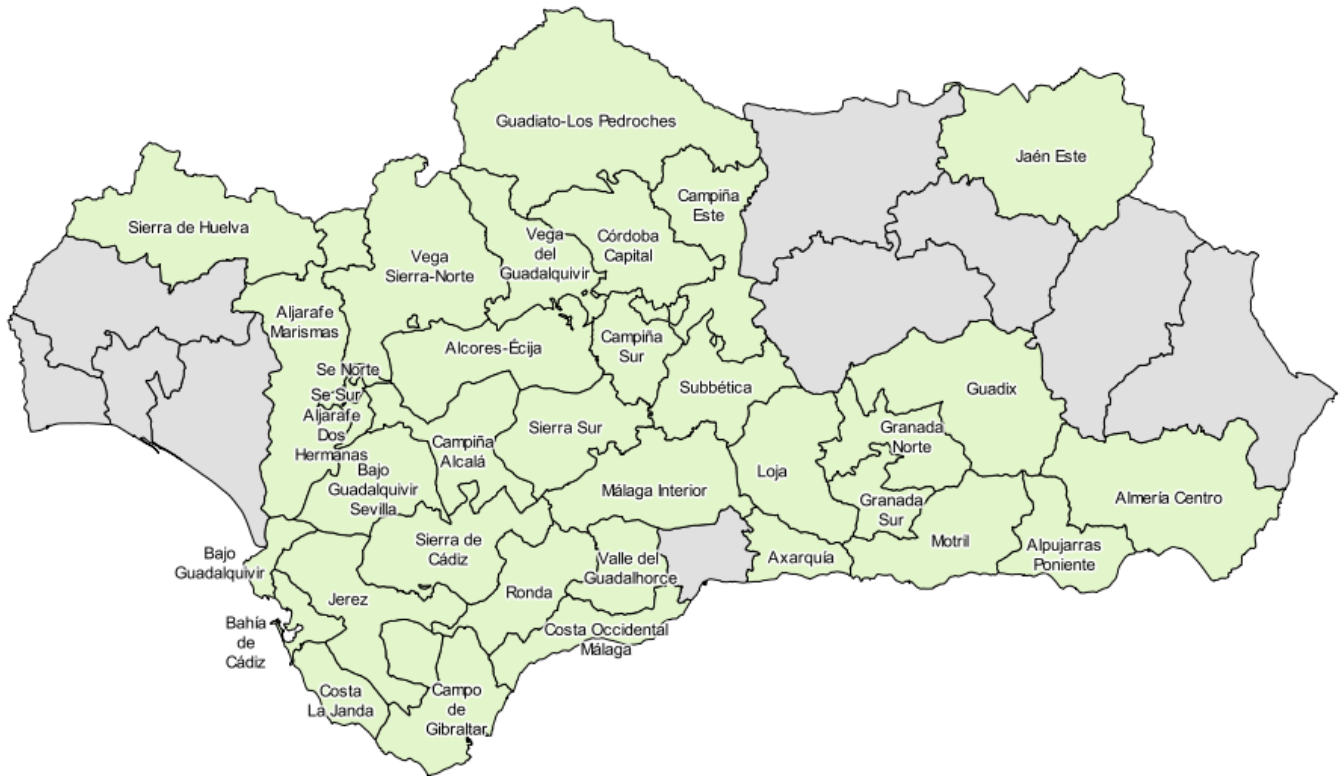 Guadiato-Los Pedroches
Jaén Este
Campiña
Este
Sierra de Huelva
Vega
Sierra-Norte
Vega
del
Guadalquivir
Córdoba
Capital
Aljarafe
Marismas
Alcores-Écija
Campiña
Sur
Se Norte
Se Sur
Aljarafe
Dos
Hermanas
Subbética
Guadix
Sierra Sur
Campiña
Alcalá
Granada
Norte
Bajo
Guadalquivir
Sevilla
Málaga Interior
Loja
Granada
Sur
Almería Centro
Sierra de
Cádiz
Motril
Alpujarras
Poniente
Bajo
Guadalquivir
Valle del
Guadalhorce
Axarquía
Jerez
Ronda
Bahía
de
Cádiz
Costa Occidental
Málaga
Costa
La Janda
Campo
de
Gibraltar